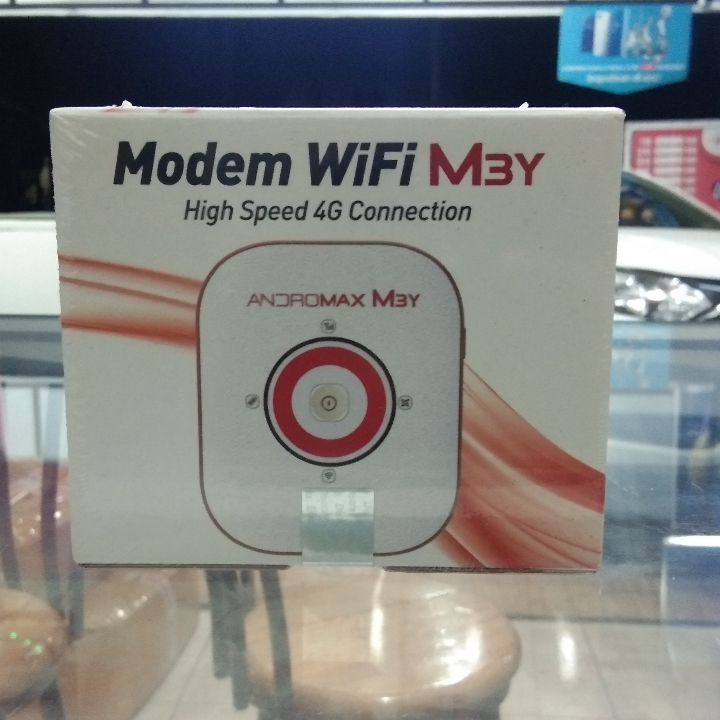 Modem WiFi M3Y
High Speed 4G Connection
ANDROMAX M3Y